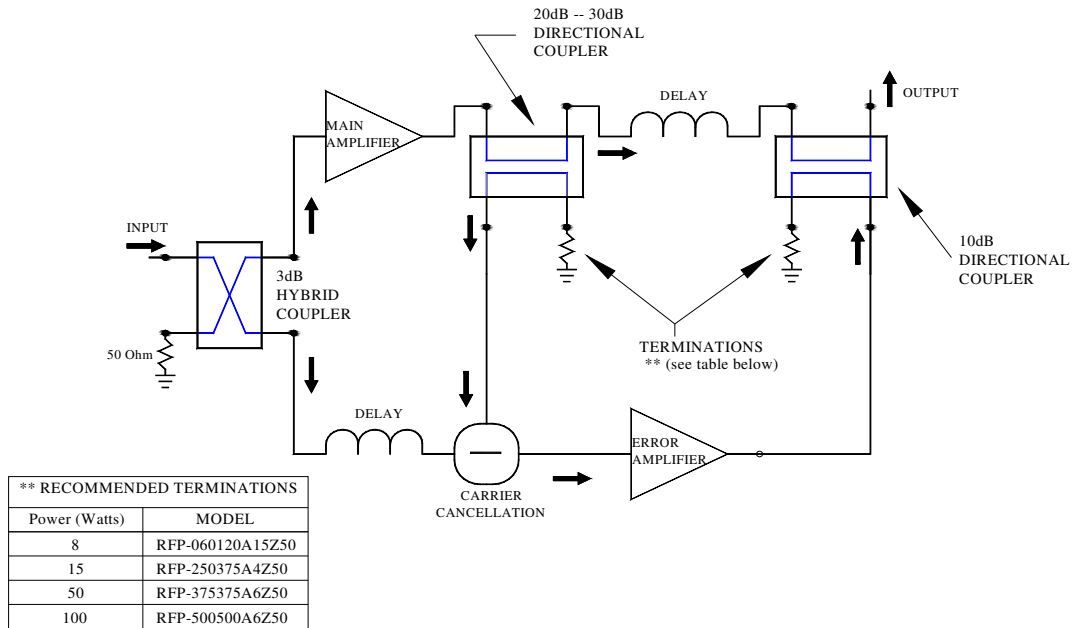 20dB -- 30dB
DIRECTIONAL
COUPLER
DELAY
OUTPUT
MAIN
AMPLIFIER
INPUT
3dB
HYBRID
COUPLER
10dB
DIRECTIONAL
COUPLER
50 Ohm
TERMINATIONS
** (see table below)
DELAY
ERROR
AMPLIFIER
CARRIER
CANCELLATION
** RECOMMENDED TERMINATIONS
Power (Watts) MODEL
8 RFP-060120A15Z50
15 RFP-250375A4Z50
50 RFP-375375A6Z50
100 RFP-500500A6Z50